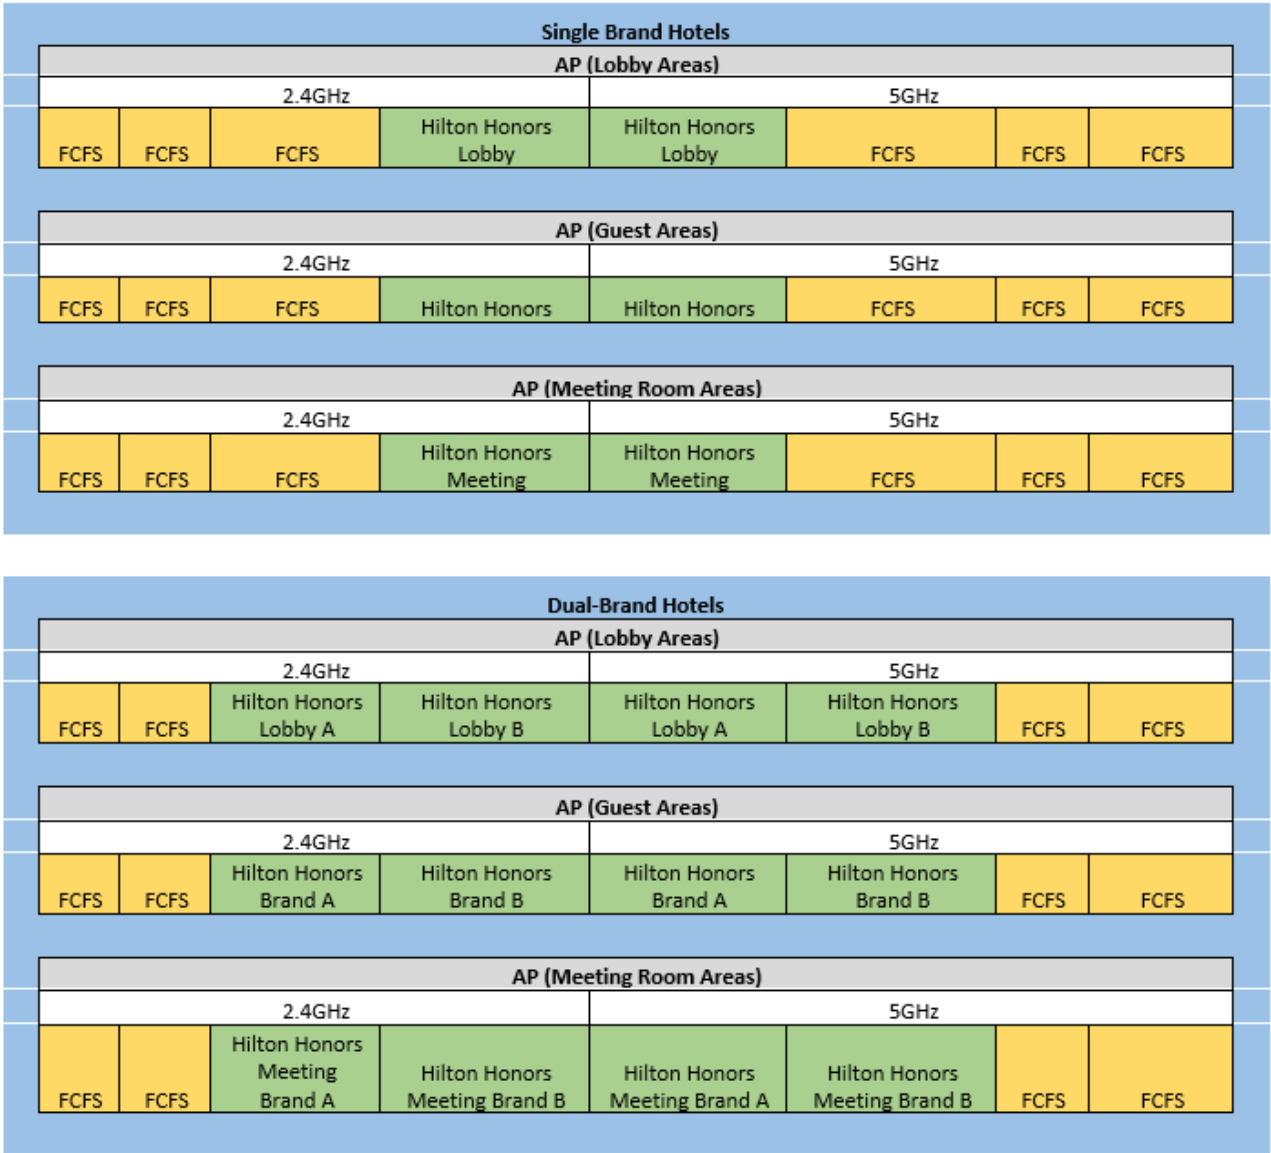 Single Brand Hotels
AP (Lobby Areas)
2.4GHz 5GHz
Hilton Honors Hilton Honors
FCFS FCFS FCFS Lobby Lobby FCFS FCFS FCFS
AP (Guest Areas)
2.4GHz 5GHz
FCFS FCFS FCFS Hilton Honors Hilton Honors FCFS FCFS FCFS
AP (Meeting Room Areas)
2.4GHz 5GHz
Hilton Honors Hilton Honors
FCFS FCFS FCFS Meeting Meeting FCFS FCFS FCFS
Dual-Brand Hotels
AP (Lobby Areas)
2.4GHz 5GHz
Hilton Honors Hilton Honors Hilton Honors Hilton Honors
FCFS FCFS Lobby A Lobby B Lobby A Lobby B FCFS FCFS
AP (Guest Areas)
2.4GHz 5GHz
Hilton Honors Hilton Honors Hilton Honors Hilton Honors
FCFS FCFS Brand A Brand B Brand A Brand B FCFS FCFS
AP (Meeting Room Areas)
2.4GHz 5GHz
Hilton Honors
Meeting Hilton Honors Hilton Honors Hilton Honors
FCFS FCFS Brand A Meeting Brand B Meeting Brand A Meeting Brand B FCFS FCFS